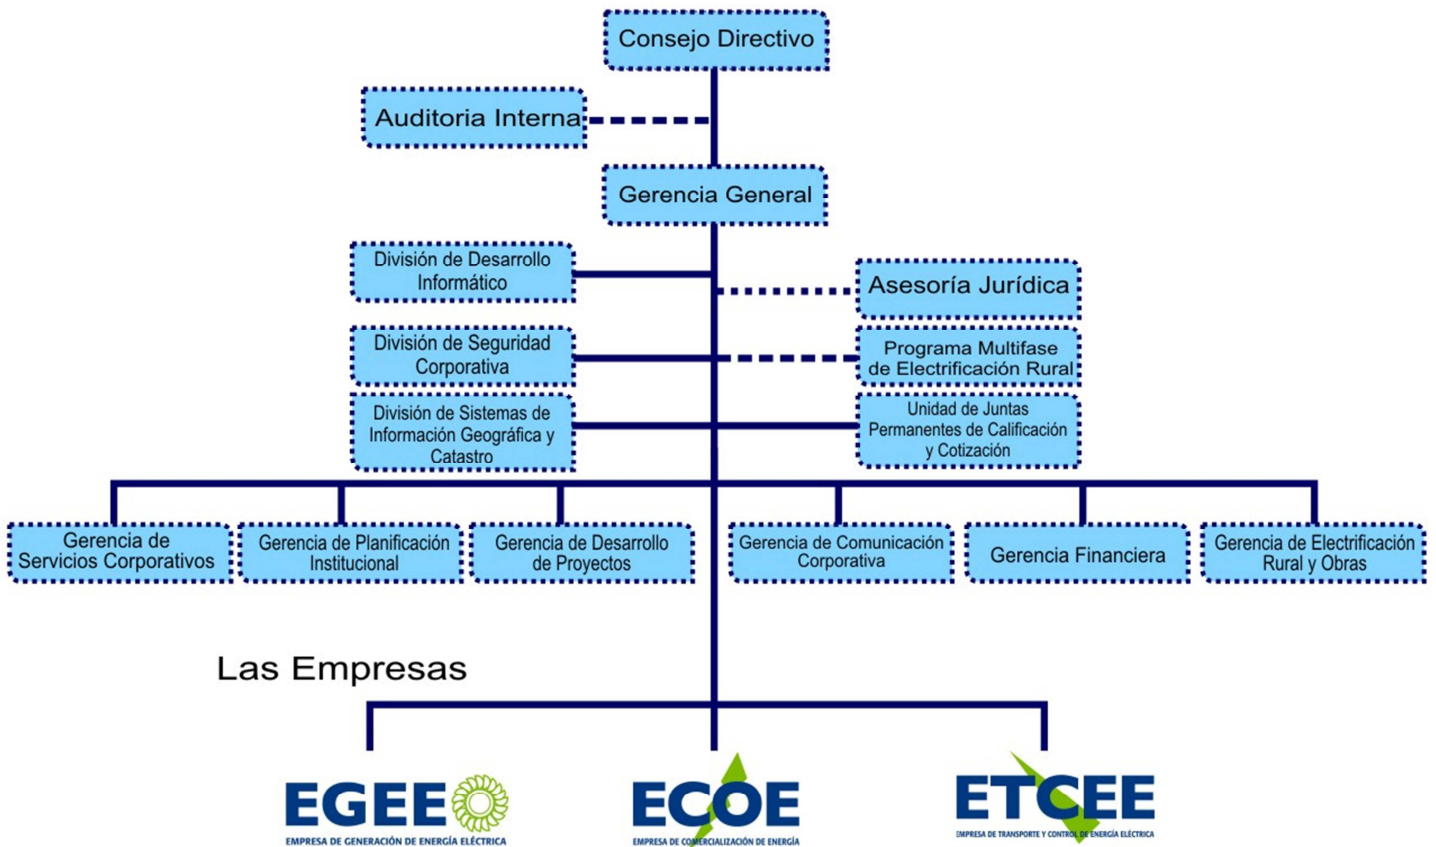 Consejo Directivo
Auditoria Interna
Gerencia General
División de Desarrollo
Informático
Asesoría Jurídica
División de Seguridad
Corporativa
Programa Multifase
de Electrificación Rural
División de Sistemas de
Información Geográfica y
Catastro
Unidad de Juntas
Permanentes de Calificación
y Cotización
Gerencia de
Servicios Corporativos
Gerencia de Planificación
Institucional
Gerencia de Desarrollo
de Proyectos
Gerencia de Comunicación
Corporativa
Gerencia Financiera
Gerencia de Electrificación
Rural y Obras
Las Empresas
EGEE
EMPRESA DE GENERACIÓN DE ENERGÍA ELÉCTRICA
ECOE
EMPRESA DE COMERCIALIZACIÓN DE ENERGÍA
ETCEE
EMPRESA DE TRANSPORTE Y CONTROL DE ENERGÍA ELÉCTRICA